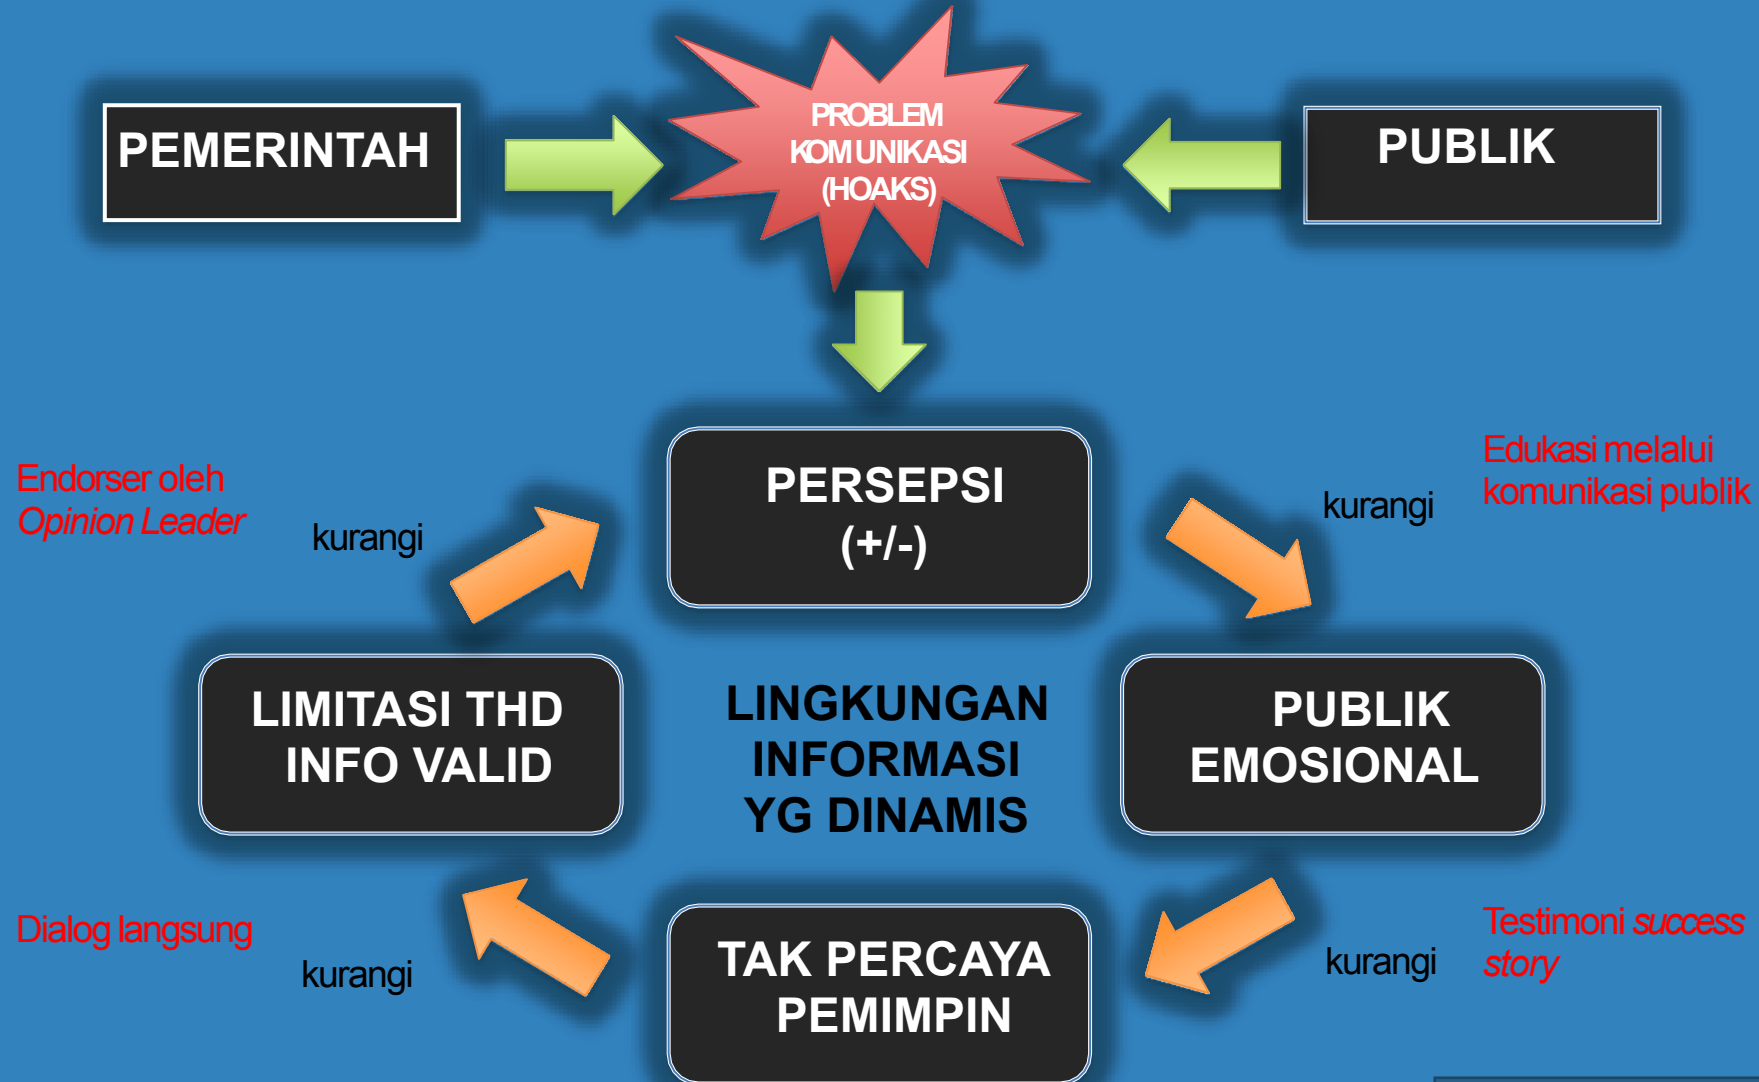 PEMERINTAH
PROBLEM
KOMUNIKASI
(HOAKS)
PUBLIK
PERSEPSI
(+/-)
Endorser oleh
Opinion Leader
kurangi
kurangi
Edukasi melalui
komunikasi publik
LIMITASI THD
INFO VALID
LINGKUNGAN
INFORMASI
YG DINAMIS
PUBLIK
EMOSIONAL
Dialog langsung
kurangi
TAK PERCAYA
PEMIMPIN
kurangi
Testimoni success
story